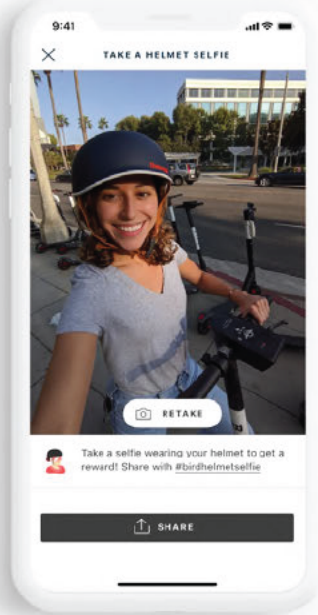 9:41
TAKE A HELMET SELFIE
RETAKE
Take a selfie wearing your helmet to get a
reward! Share with #birdhelmetselfie
SHARE